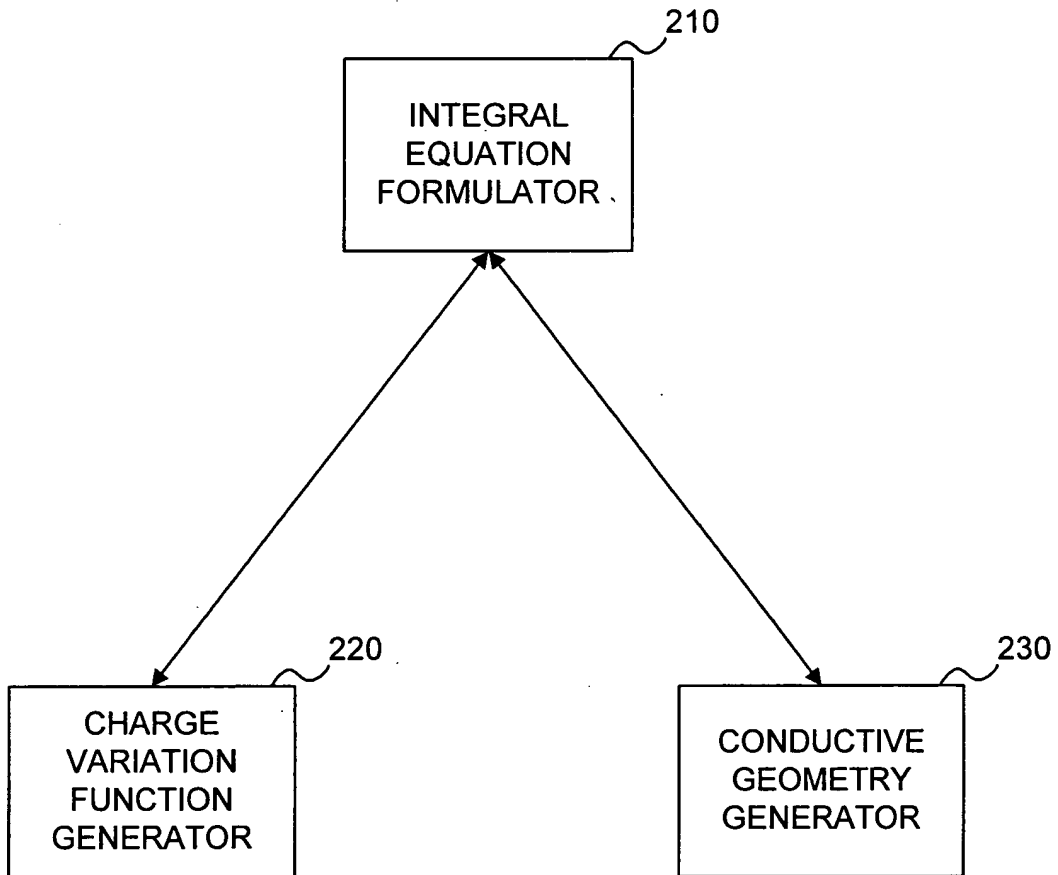 210
INTEGRAL
EQUATION
FORMULATOR
220
CHARGE
VARIATION
FUNCTION
GENERATOR
230
CONDUCTIVE
GEOMETRY
GENERATOR